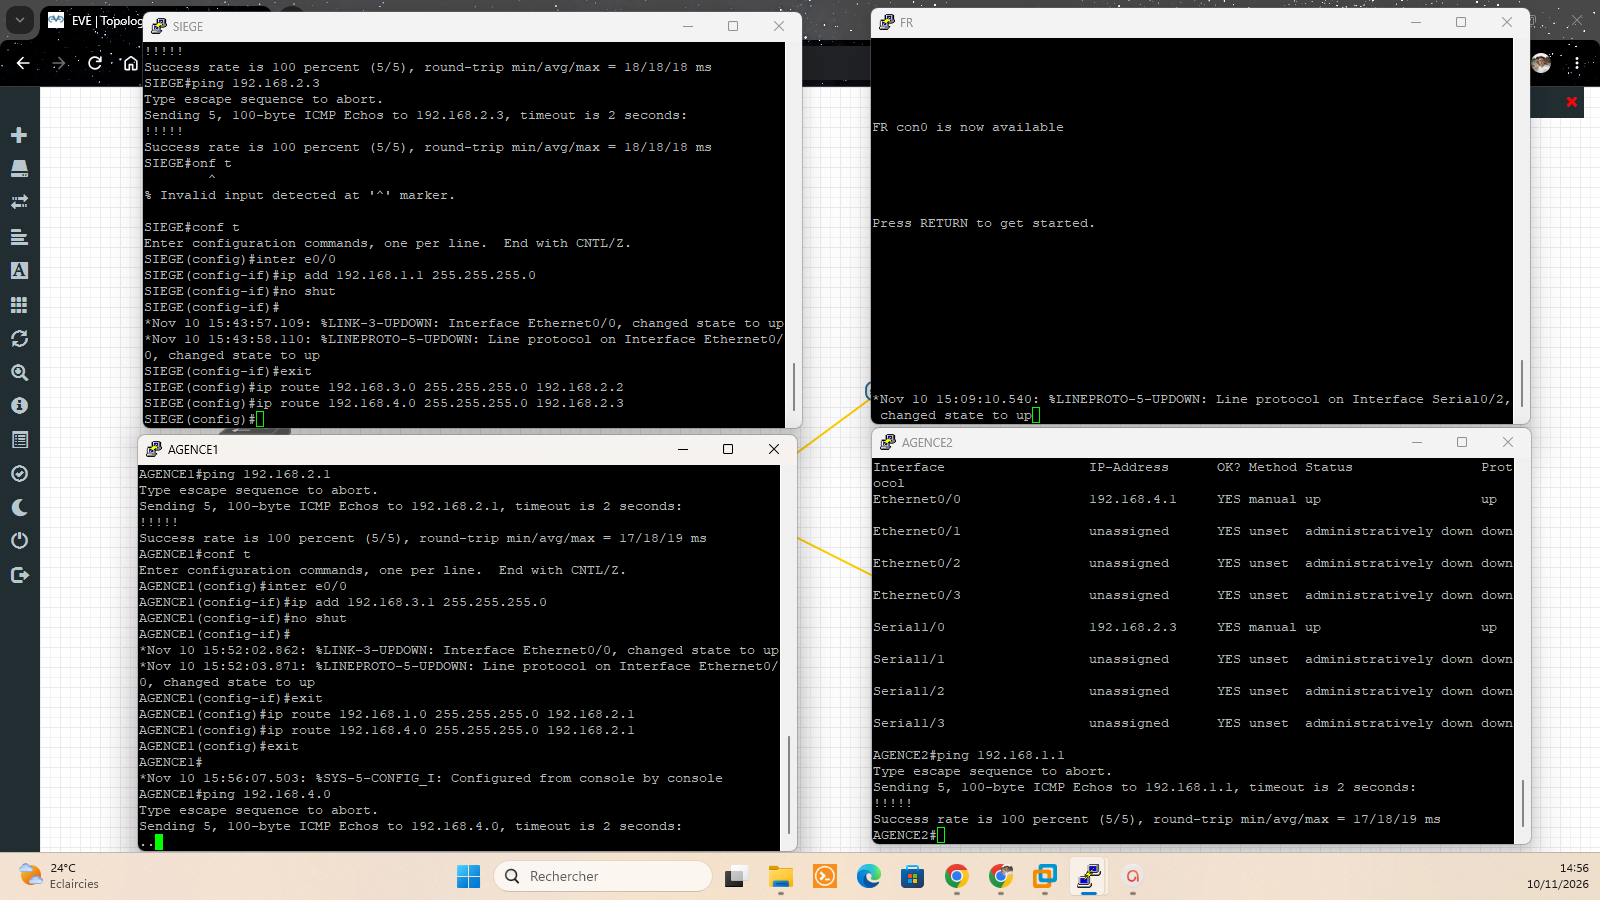 EVE | Topolog
SIEGE
!!!!!
Success rate is 100 percent (5/5), round-trip min/avg/max = 18/18/18 ms
SIEGE#ping 192.168.2.3
Type escape sequence to abort.
Sending 5, 100-byte ICMP Echos to 192.168.2.3, timeout is 2 seconds:
!!!!!
Success rate is 100 percent (5/5), round-trip min/avg/max = 18/18/18 ms
SIEGE#onf t
^
% Invalid input detected at '^' marker.
SIEGE#conf t
Enter configuration commands, one per line.  End with CNTL/Z.
SIEGE(config)#inter e0/0
SIEGE(config-if)#ip add 192.168.1.1 255.255.255.0
SIEGE(config-if)#no shut
SIEGE(config-if)#
*Nov 10 15:43:57.109: %LINK-3-UPDOWN: Interface Ethernet0/0, changed state to up
*Nov 10 15:43:58.110: %LINEPROTO-5-UPDOWN: Line protocol on Interface Ethernet0/
0, changed state to up
SIEGE(config-if)#exit
SIEGE(config)#ip route 192.168.3.0 255.255.255.0 192.168.2.2
SIEGE(config)#ip route 192.168.4.0 255.255.255.0 192.168.2.3
SIEGE(config)#
FR
FR con0 is now available
Press RETURN to get started.
*Nov 10 15:09:10.540: %LINEPROTO-5-UPDOWN: Line protocol on Interface Serial0/2,
changed state to up
AGENCE1
AGENCE1#ping 192.168.2.1
Type escape sequence to abort.
Sending 5, 100-byte ICMP Echos to 192.168.2.1, timeout is 2 seconds:
!!!!!
Success rate is 100 percent (5/5), round-trip min/avg/max = 17/18/19 ms
AGENCE1#conf t
Enter configuration commands, one per line.  End with CNTL/Z.
AGENCE1(config)#inter e0/0
AGENCE1(config-if)#ip add 192.168.3.1 255.255.255.0
AGENCE1(config-if)#no shut
AGENCE1(config-if)#
*Nov 10 15:52:02.862: %LINK-3-UPDOWN: Interface Ethernet0/0, changed state to up
*Nov 10 15:52:03.871: %LINEPROTO-5-UPDOWN: Line protocol on Interface Ethernet0/
0, changed state to up
AGENCE1(config-if)#exit
AGENCE1(config)#ip route 192.168.1.0 255.255.255.0 192.168.2.1
AGENCE1(config)#ip route 192.168.4.0 255.255.255.0 192.168.2.1
AGENCE1(config)#exit
AGENCE1#
*Nov 10 15:56:07.503: %SYS-5-CONFIG_I: Configured from console by console
AGENCE1#ping 192.168.4.0
Type escape sequence to abort.
Sending 5, 100-byte ICMP Echos to 192.168.4.0, timeout is 2 seconds:
..
AGENCE2
Interface IP-Address OK? Method Status Prot
ocol
Ethernet0/0 192.168.4.1 YES manual up up
Ethernet0/1 unassigned YES unset administratively down down
Ethernet0/2 unassigned YES unset administratively down down
Ethernet0/3 unassigned YES unset administratively down down
Serial1/0 192.168.2.3 YES manual up up
Serial1/1 unassigned YES unset administratively down down
Serial1/2 unassigned YES unset administratively down down
Serial1/3 unassigned YES unset administratively down down
AGENCE2#ping 192.168.1.1
Type escape sequence to abort.
Sending 5, 100-byte ICMP Echos to 192.168.1.1, timeout is 2 seconds:
!!!!!
Success rate is 100 percent (5/5), round-trip min/avg/max = 17/18/19 ms
AGENCE2#
24°C
Eclaircies
Rechercher
14:56
10/11/2026